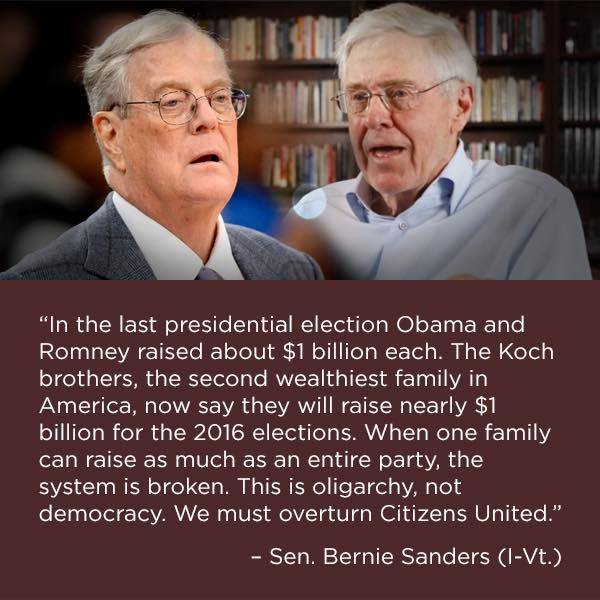 “In the last presidential election Obama and
Romney raised about $1 billion each. The Koch
brothers, the second wealthiest family in
America, now say they will raise nearly $1
billion for the 2016 elections. When one family
can raise as much as an entire party, the
system is broken. This is oligarchy, not
democracy. We must overturn Citizens United.”
– Sen. Bernie Sanders (I-Vt.)